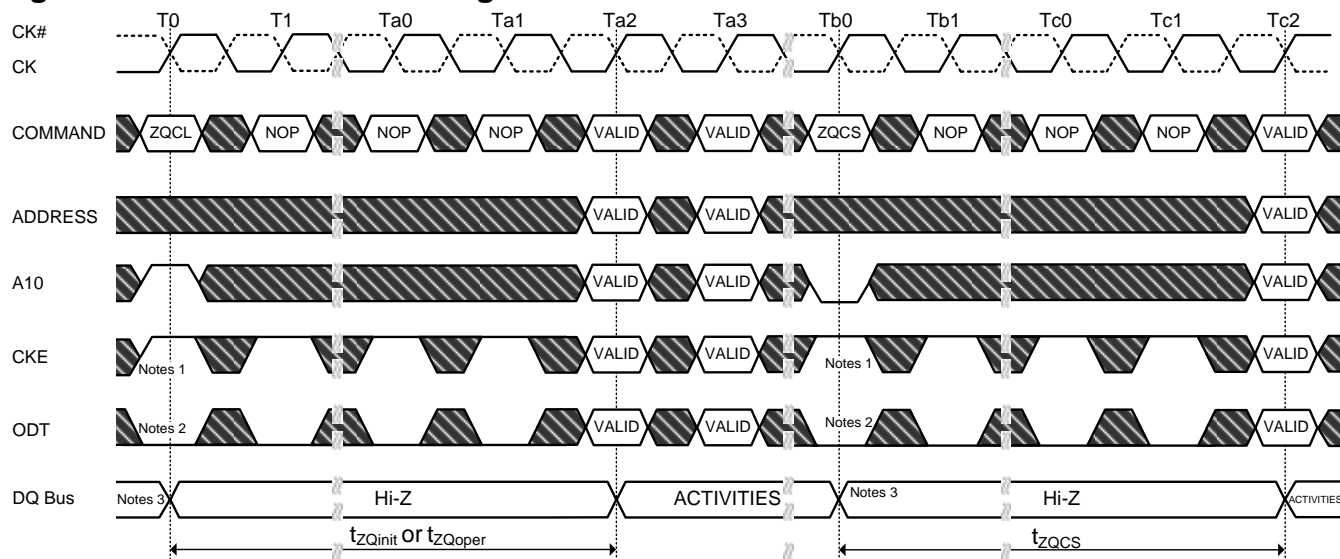 T0 T1 Ta0 Ta1 Ta2 Ta3 Tb0 Tb1 Tc0 Tc1 Tc2
CK#
CK
COMMAND ZQCL NOP NOP NOP VALID VALID ZQCS NOP NOP NOP VALID
ADDRESS VALID VALID VALID
A10 VALID VALID VALID
CKE Notes 1 VALID VALID Notes 1 VALID
ODT Notes 2 VALID VALID Notes 2 VALID
DQ Bus Notes 3 Hi-Z ACTIVITIES Notes 3 Hi-Z ACTIVITIES
tZQinit or tZQoper tZQCS